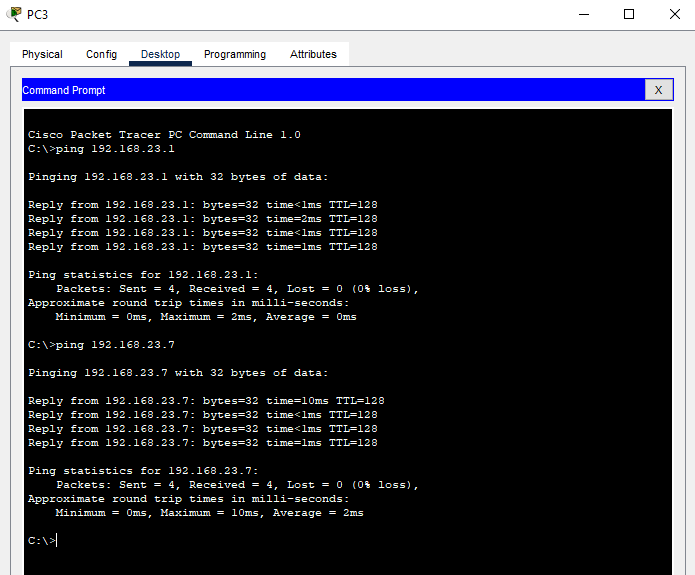 PC3
Physical Config Desktop Programming Attributes
Command Prompt X
Cisco Packet Tracer PC Command Line 1.0
C:\>ping 192.168.23.1
Pinging 192.168.23.1 with 32 bytes of data:
Reply from 192.168.23.1: bytes=32 time<1ms TTL=128
Reply from 192.168.23.1: bytes=32 time=2ms TTL=128
Reply from 192.168.23.1: bytes=32 time<1ms TTL=128
Reply from 192.168.23.1: bytes=32 time=1ms TTL=128
Ping statistics for 192.168.23.1:
    Packets: Sent = 4, Received = 4, Lost = 0 (0% loss),
Approximate round trip times in milli-seconds:
    Minimum = 0ms, Maximum = 2ms, Average = 0ms
C:\>ping 192.168.23.7
Pinging 192.168.23.7 with 32 bytes of data:
Reply from 192.168.23.7: bytes=32 time=10ms TTL=128
Reply from 192.168.23.7: bytes=32 time<1ms TTL=128
Reply from 192.168.23.7: bytes=32 time<1ms TTL=128
Reply from 192.168.23.7: bytes=32 time=1ms TTL=128
Ping statistics for 192.168.23.7:
    Packets: Sent = 4, Received = 4, Lost = 0 (0% loss),
Approximate round trip times in milli-seconds:
    Minimum = 0ms, Maximum = 10ms, Average = 2ms
C:\>